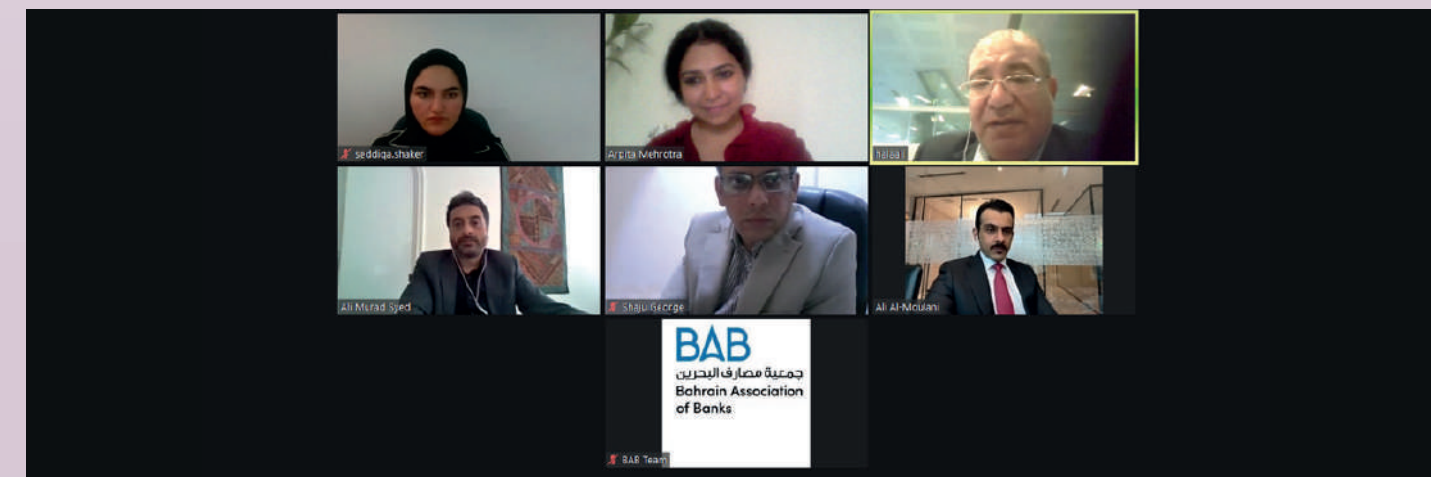 seddiqa.shaker
Arpita Mehrotra
Ali Murad Syed
Shaju George
Ali Al-Moulani
BAB
جمعية مصارف البحرين
Bahrain Association
of Banks
BAB Team